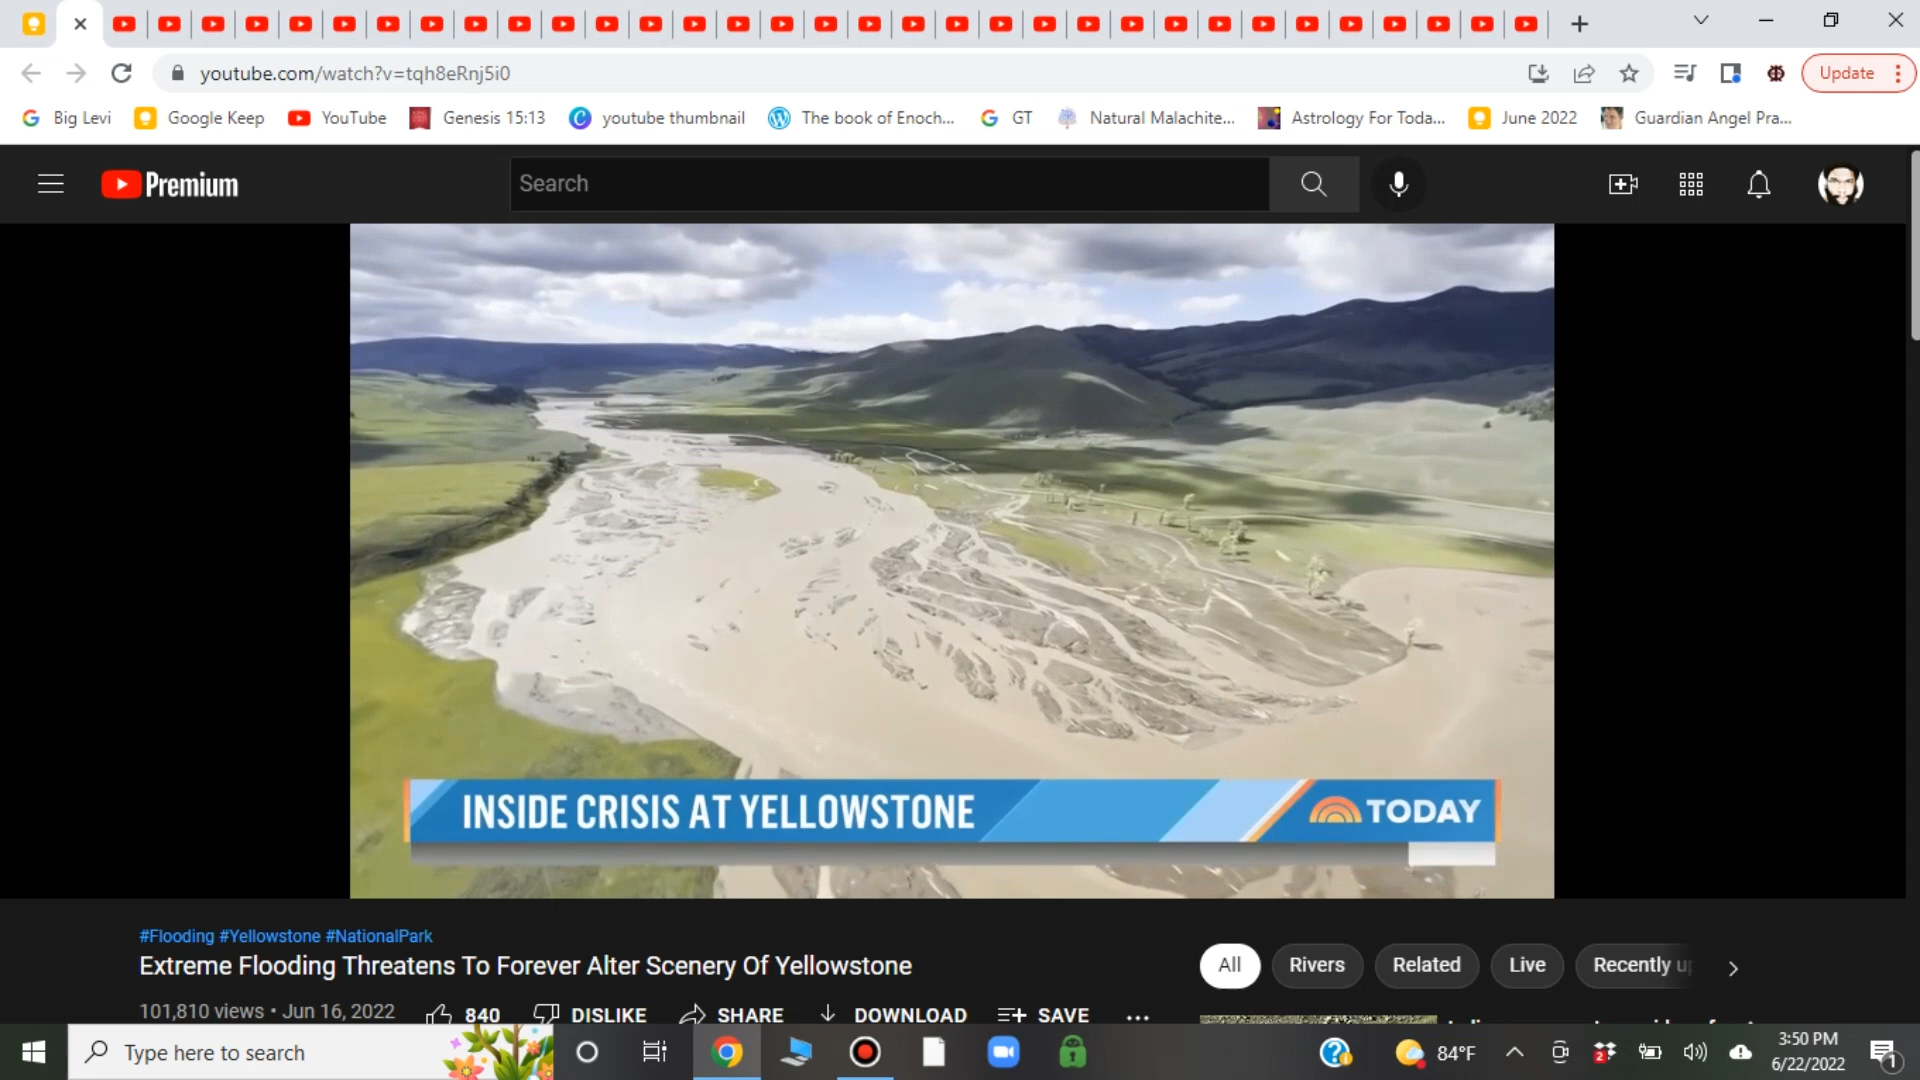 youtube.com/watch?v=tqh8eRnj5i0
Update
Big Levi
Google Keep
YouTube
Genesis 15:13
youtube thumbnail
The book of Enoch...
GT
Natural Malachite...
Astrology For Toda...
June 2022
Guardian Angel Pra...
Premium
Search
INSIDE CRISIS AT YELLOWSTONE
TODAY
#Flooding #Yellowstone #NationalPark
Extreme Flooding Threatens To Forever Alter Scenery Of Yellowstone
101,810 views • Jun 16, 2022
840
DISLIKE
SHARE
DOWNLOAD
SAVE
All
Rivers
Related
Live
Recently
Type here to search
84°F
2
3:50 PM
6/22/2022
1